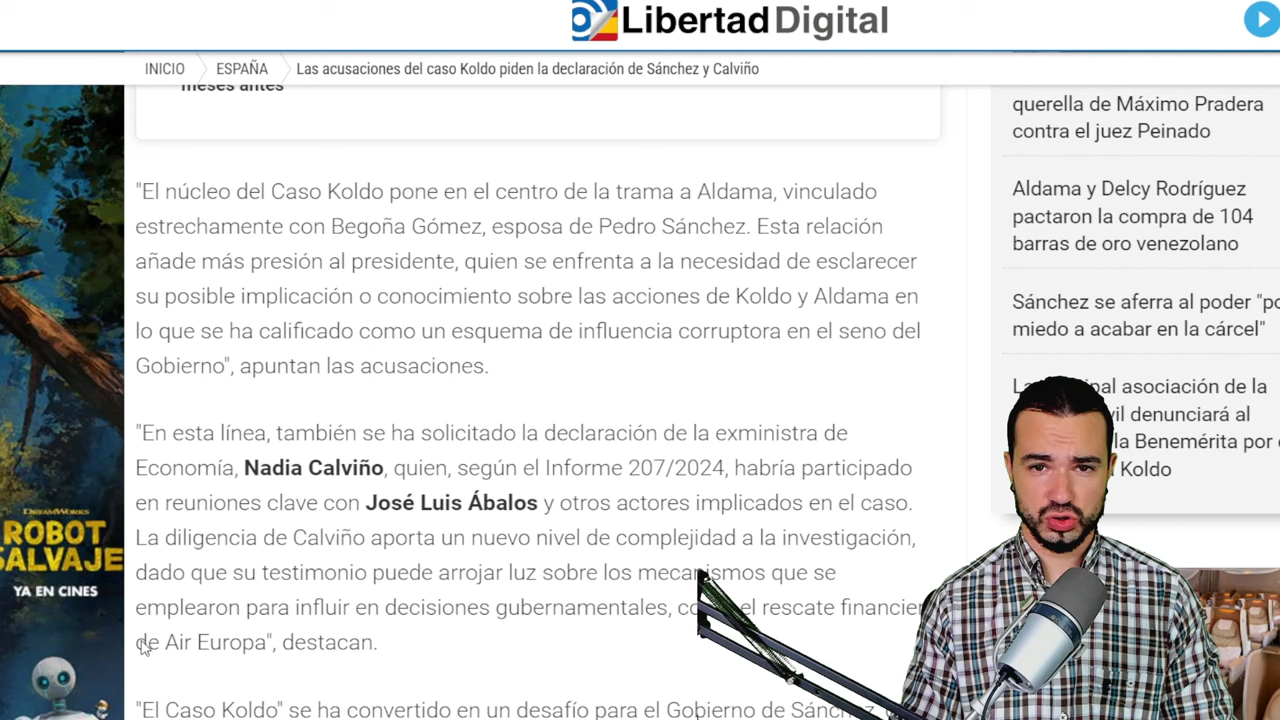 Libertad Digital
INICIO
ESPAÑA
Las acusaciones del caso Koldo piden la declaración de Sánchez y Calviño
meses antes
"El núcleo del Caso Koldo pone en el centro de la trama a Aldama, vinculado
estrechamente con Begoña Gómez, esposa de Pedro Sánchez. Esta relación
añade más presión al presidente, quien se enfrenta a la necesidad de esclarecer
su posible implicación o conocimiento sobre las acciones de Koldo y Aldama en
lo que se ha calificado como un esquema de influencia corruptora en el seno del
Gobierno", apuntan las acusaciones.
"En esta línea, también se ha solicitado la declaración de la exministra de
Economía, Nadia Calviño, quien, según el Informe 207/2024, habría participado
en reuniones clave con José Luis Ábalos y otros actores implicados en el caso.
La diligencia de Calviño aporta un nuevo nivel de complejidad a la investigación,
dado que su testimonio puede arrojar luz sobre los mecanismos que se
emplearon para influir en decisiones gubernamentales, el rescate
de Air Europa", destacan.
"El Caso Koldo" se ha convertido en un desafío para el Gobierno de Sánchez,
querella de Máximo Pradera
contra el juez Peinado
Aldama y Delcy Rodríguez
pactaron la compra de 104
barras de oro venezolano
Sánchez se aferra al poder
miedo a acabar en la cárcel"
asociación de la
denunciará al
la Benemérita por
Koldo
DREAMWORKS
ROBOT
SALVAJE
YA EN CINES